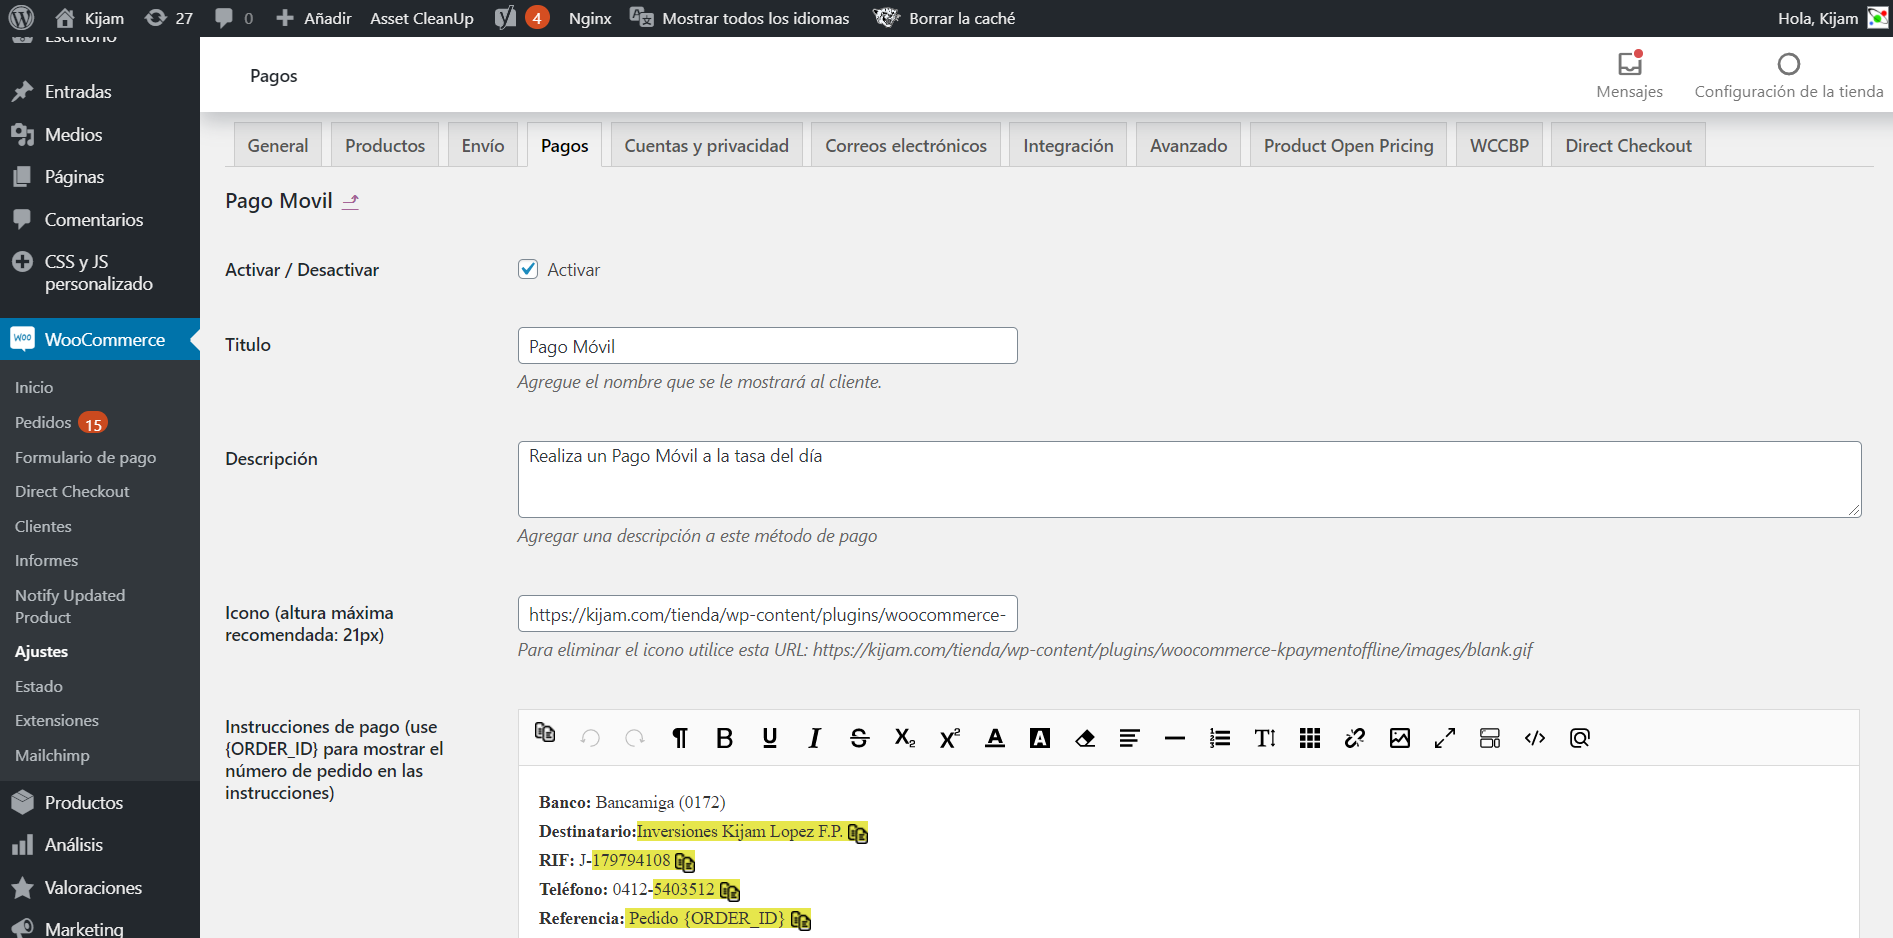 Kijam
27
0
Añadir
Asset CleanUp
4
Nginx
Mostrar todos los idiomas
Borrar la caché
Hola, Kijam
Escritorio
Entradas
Medios
Páginas
Comentarios
CSS y JS
personalizado
WooCommerce
Inicio
Pedidos 15
Formulario de pago
Direct Checkout
Clientes
Informes
Notify Updated
Product
Ajustes
Estado
Extensiones
Mailchimp
Productos
Análisis
Valoraciones
Marketing
Pagos
Mensajes
Configuración de la tienda
General
Productos
Envío
Pagos
Cuentas y privacidad
Correos electrónicos
Integración
Avanzado
Product Open Pricing
WCCBP
Direct Checkout
Pago Movil
Activar / Desactivar
Activar
Titulo
Pago Móvil
Agregue el nombre que se le mostrará al cliente.
Descripción
Realiza un Pago Móvil a la tasa del día
Agregar una descripción a este método de pago
Icono (altura máxima
recomendada: 21px)
https://kijam.com/tienda/wp-content/plugins/woocommerce-
Para eliminar el icono utilice esta URL: https://kijam.com/tienda/wp-content/plugins/woocommerce-kpaymentoffline/images/blank.gif
Instrucciones de pago (use
{ORDER_ID} para mostrar el
número de pedido en las
instrucciones)
Banco: Bancamiga (0172)
Destinatario:Inversiones Kijam Lopez F.P.
RIF: J-179794108
Teléfono: 0412-5403512
Referencia: Pedido {ORDER_ID}